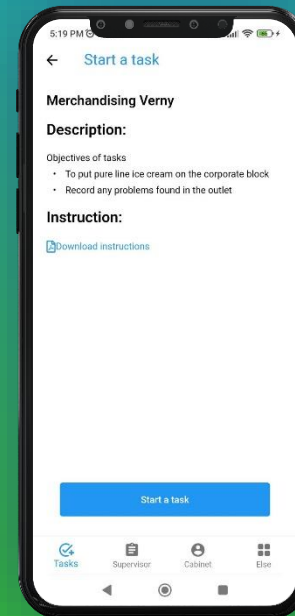 5:19 PM
Start a task
Merchandising Verny
Description:
Objectives of tasks
• To put pure line ice cream on the corporate block
• Record any problems found in the outlet
Instruction:
Download instructions
Start a task
Tasks Supervisor Cabinet Else